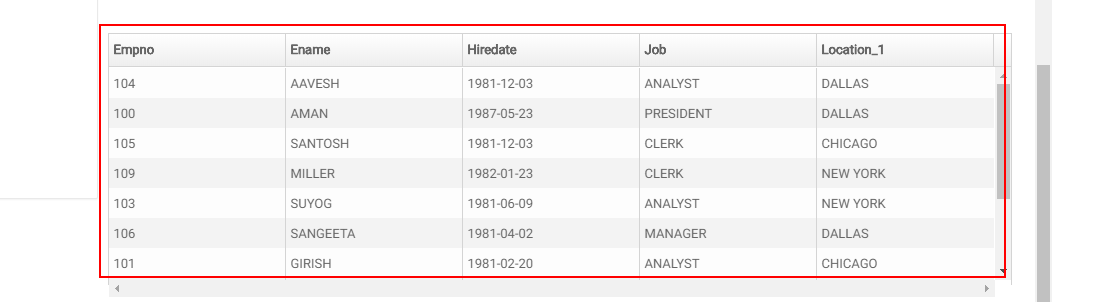 Empno Ename Hiredate Job Location_1
104 AAVESH 1981-12-03 ANALYST DALLAS
100 AMAN 1987-05-23 PRESIDENT DALLAS
105 SANTOSH 1981-12-03 CLERK CHICAGO
109 MILLER 1982-01-23 CLERK NEW YORK
103 SUYOG 1981-06-09 ANALYST NEW YORK
106 SANGEETA 1981-04-02 MANAGER DALLAS
101 GIRISH 1981-02-20 ANALYST CHICAGO